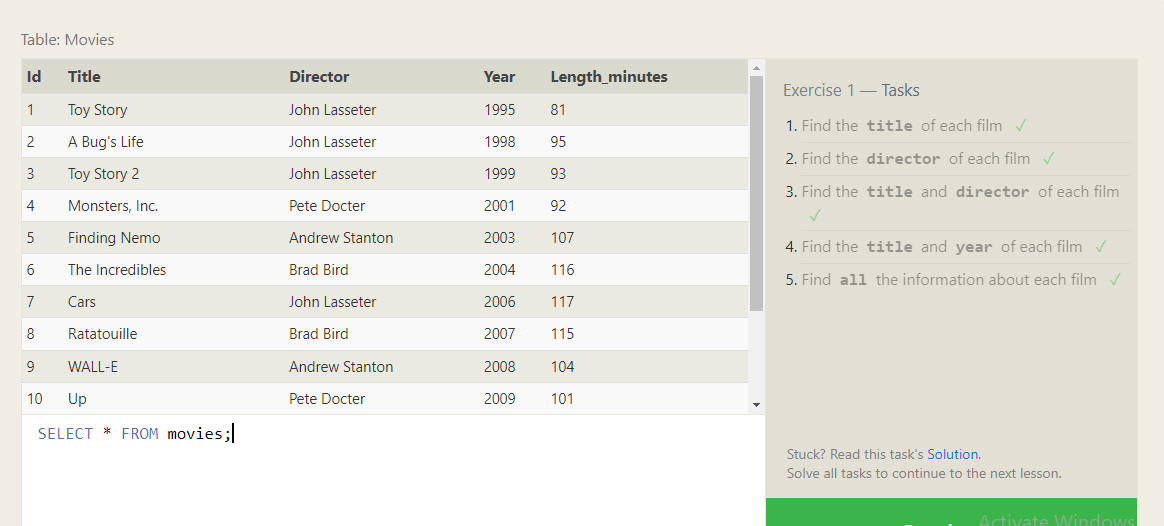 Table: Movies
Id Title Director Year Length_minutes
1 Toy Story John Lasseter 1995 81
2 A Bug's Life John Lasseter 1998 95
3 Toy Story 2 John Lasseter 1999 93
4 Monsters, Inc. Pete Docter 2001 92
5 Finding Nemo Andrew Stanton 2003 107
6 The Incredibles Brad Bird 2004 116
7 Cars John Lasseter 2006 117
8 Ratatouille Brad Bird 2007 115
9 WALL-E Andrew Stanton 2008 104
10 Up Pete Docter 2009 101
SELECT * FROM movies;
Exercise 1 — Tasks
1. Find the title of each film ✓
2. Find the director of each film ✓
3. Find the title and director of each film
✓
4. Find the title and year of each film ✓
5. Find all the information about each film ✓
Stuck? Read this task's Solution.
Solve all tasks to continue to the next lesson.
Activate Windows